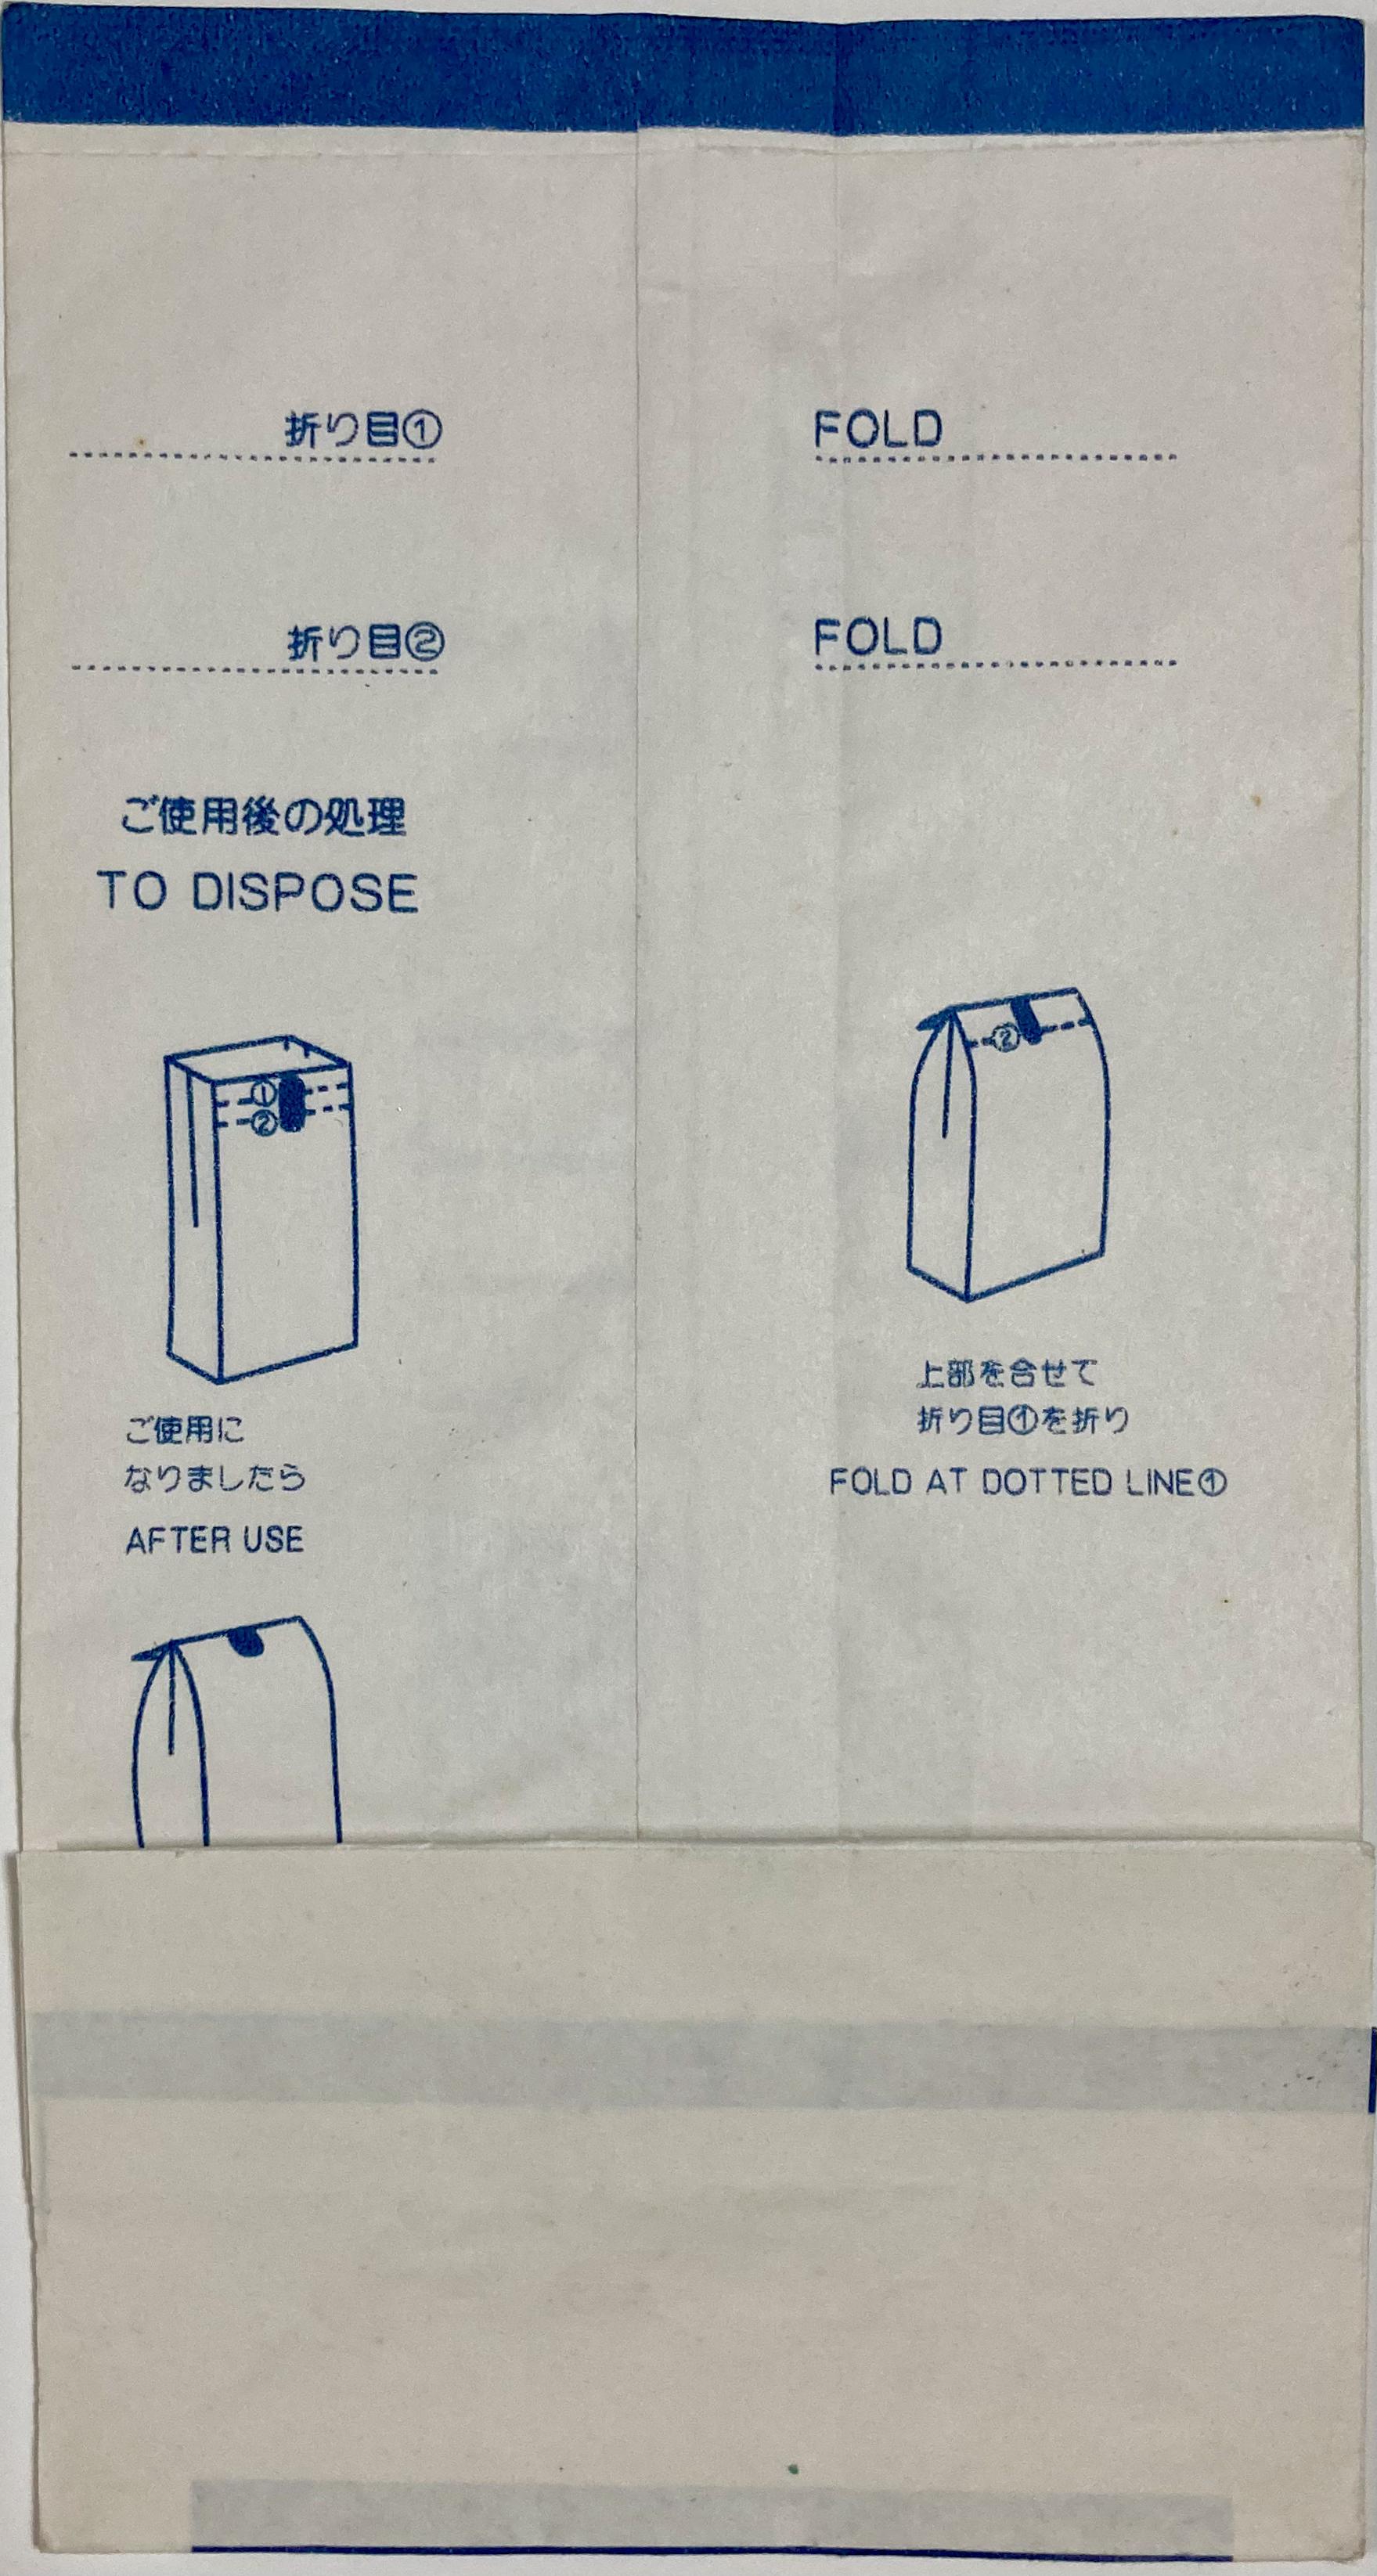 折り目①
FOLD
折り目②
FOLD
ご使用後の処理
TO DISPOSE
①
②
②
ご使用に
なりましたら
AFTER USE
上部を合せて
折り目①を折り
FOLD AT DOTTED LINE①